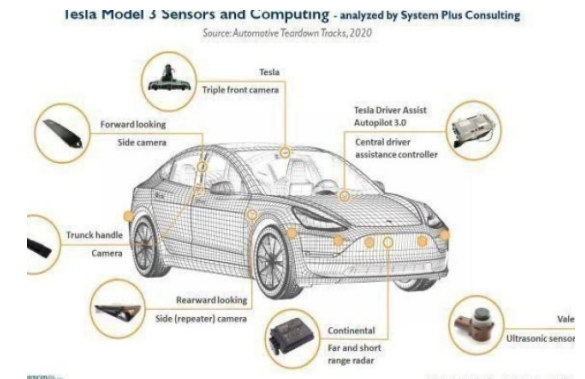 Tesla Model 3 Sensors and Computing - analyzed by System Plus Consulting
Source: Automotive Teardown Tracks, 2020
Tesla
Triple front camera
Forward looking
Side camera
Tesla Driver Assist
Autopilot 3.0
Central driver
assistance controller
Trunck handle
Camera
Rearward looking
Side (repeater) camera
Continental
Far and short
range radar
Vale
Ultrasonic sensor